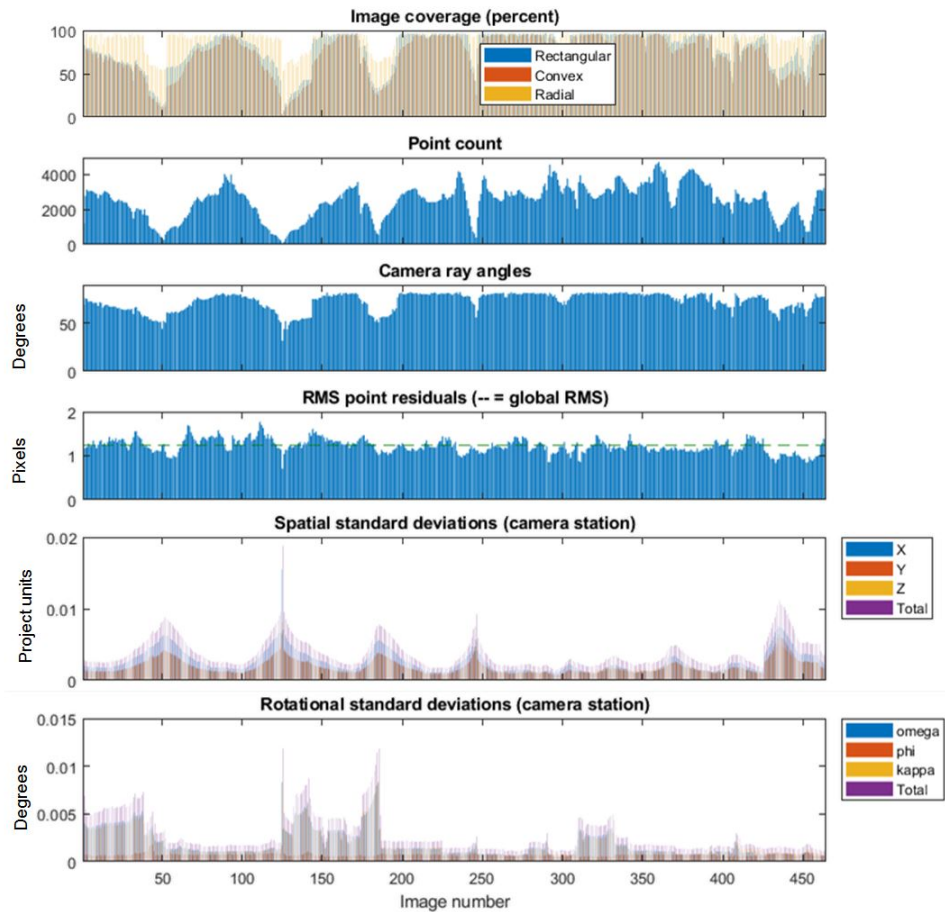 Image coverage (percent)
100
50
0
Rectangular
Convex
Radial
Point count
4000
2000
0
Camera ray angles
Degrees
50
0
RMS point residuals (-- = global RMS)
Pixels
2
1
0
Spatial standard deviations (camera station)
Project units
0.02
0.01
0
X
Y
Z
Total
Rotational standard deviations (camera station)
Degrees
0.015
0.01
0.005
0
omega
phi
kappa
Total
50 100 150 200 250 300 350 400 450
Image number